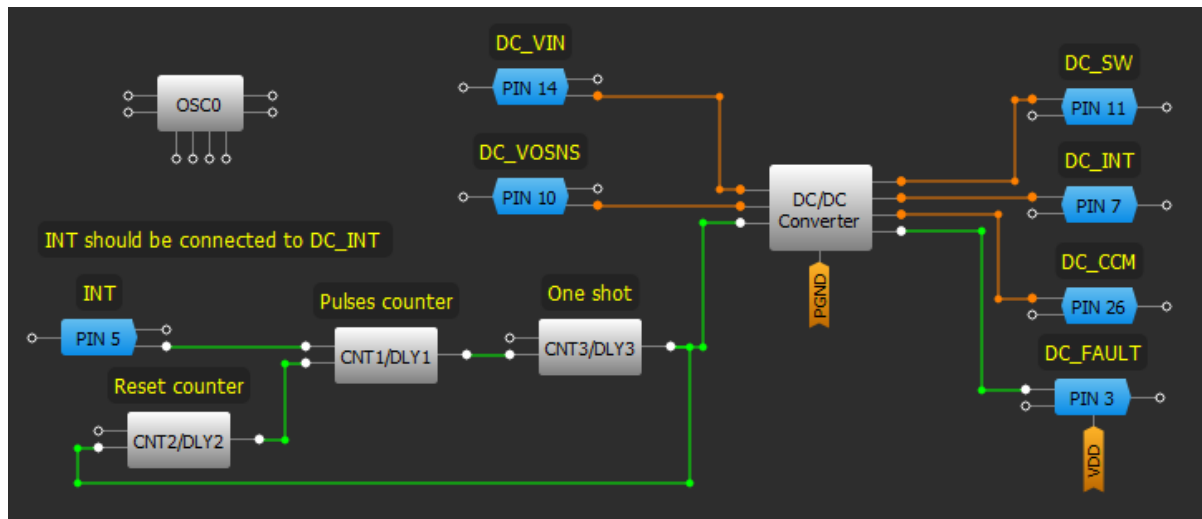 DC_VIN
PIN 14
DC_SW
PIN 11
OSC0
DC_VOSNS
PIN 10
DC/DC
Converter
DC_INT
PIN 7
INT should be connected to DC_INT
PGND
DC_CCM
PIN 26
INT
PIN 5
Pulses counter
CNT1/DLY1
One shot
CNT3/DLY3
DC_FAULT
PIN 3
Reset counter
CNT2/DLY2
VDD